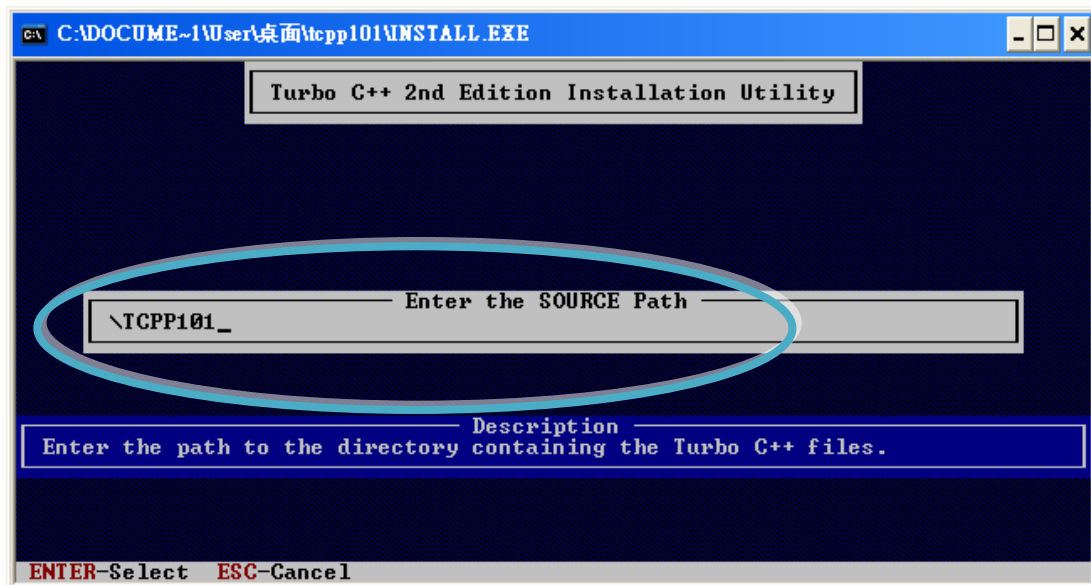 C:\DOCUME~1\User\桌面\tcpp101\INSTALL.EXE
Turbo C++ 2nd Edition Installation Utility
Enter the SOURCE Path
\TCPP101_
Description
Enter the path to the directory containing the Turbo C++ files.
ENTER-Select ESC-Cancel